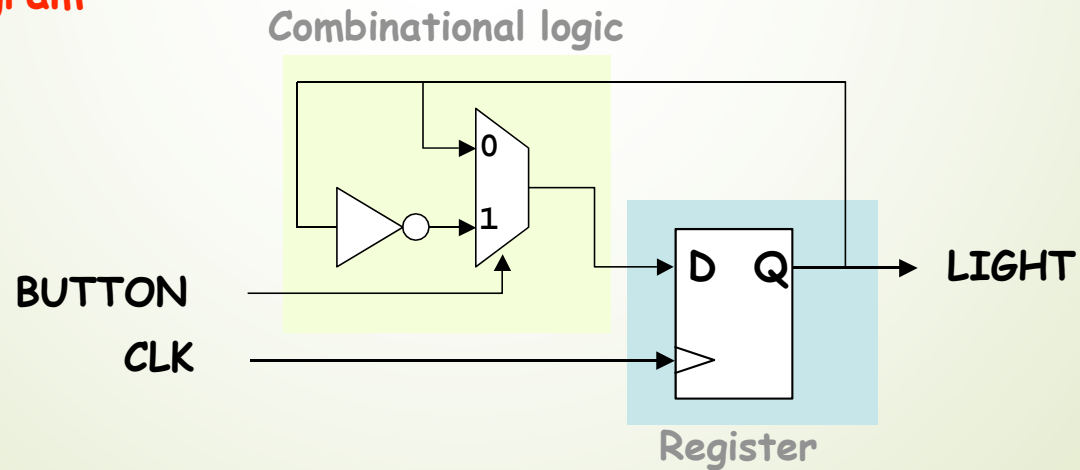 Combinational logic
0
1
D Q
BUTTON
LIGHT
CLK
Register